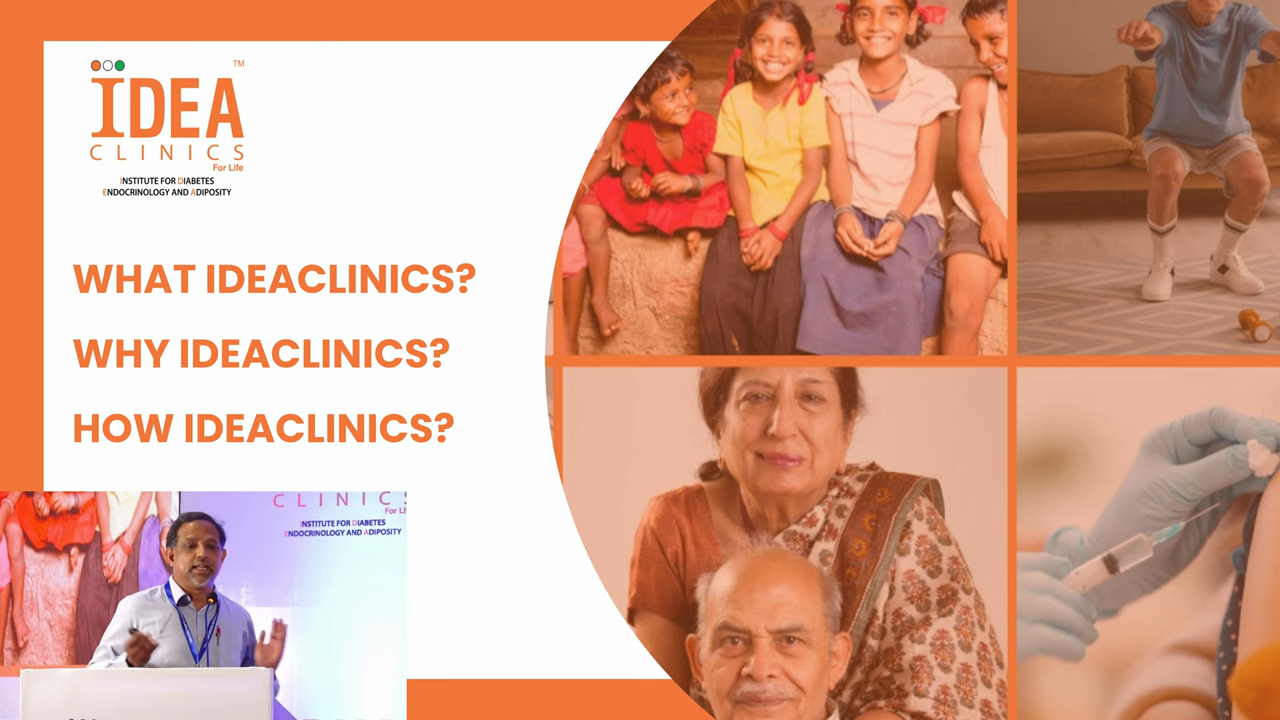 TM
IDEA
CLINICS
For Life
INSTITUTE FOR DIABETES
ENDOCRINOLOGY AND ADIPOSITY
WHAT IDEACLINICS?
WHY IDEACLINICS?
HOW IDEACLINICS?
CLINICS
INSTITUTE FOR DIABETES
ENDOCRINOLOGY AND ADIPOSITY